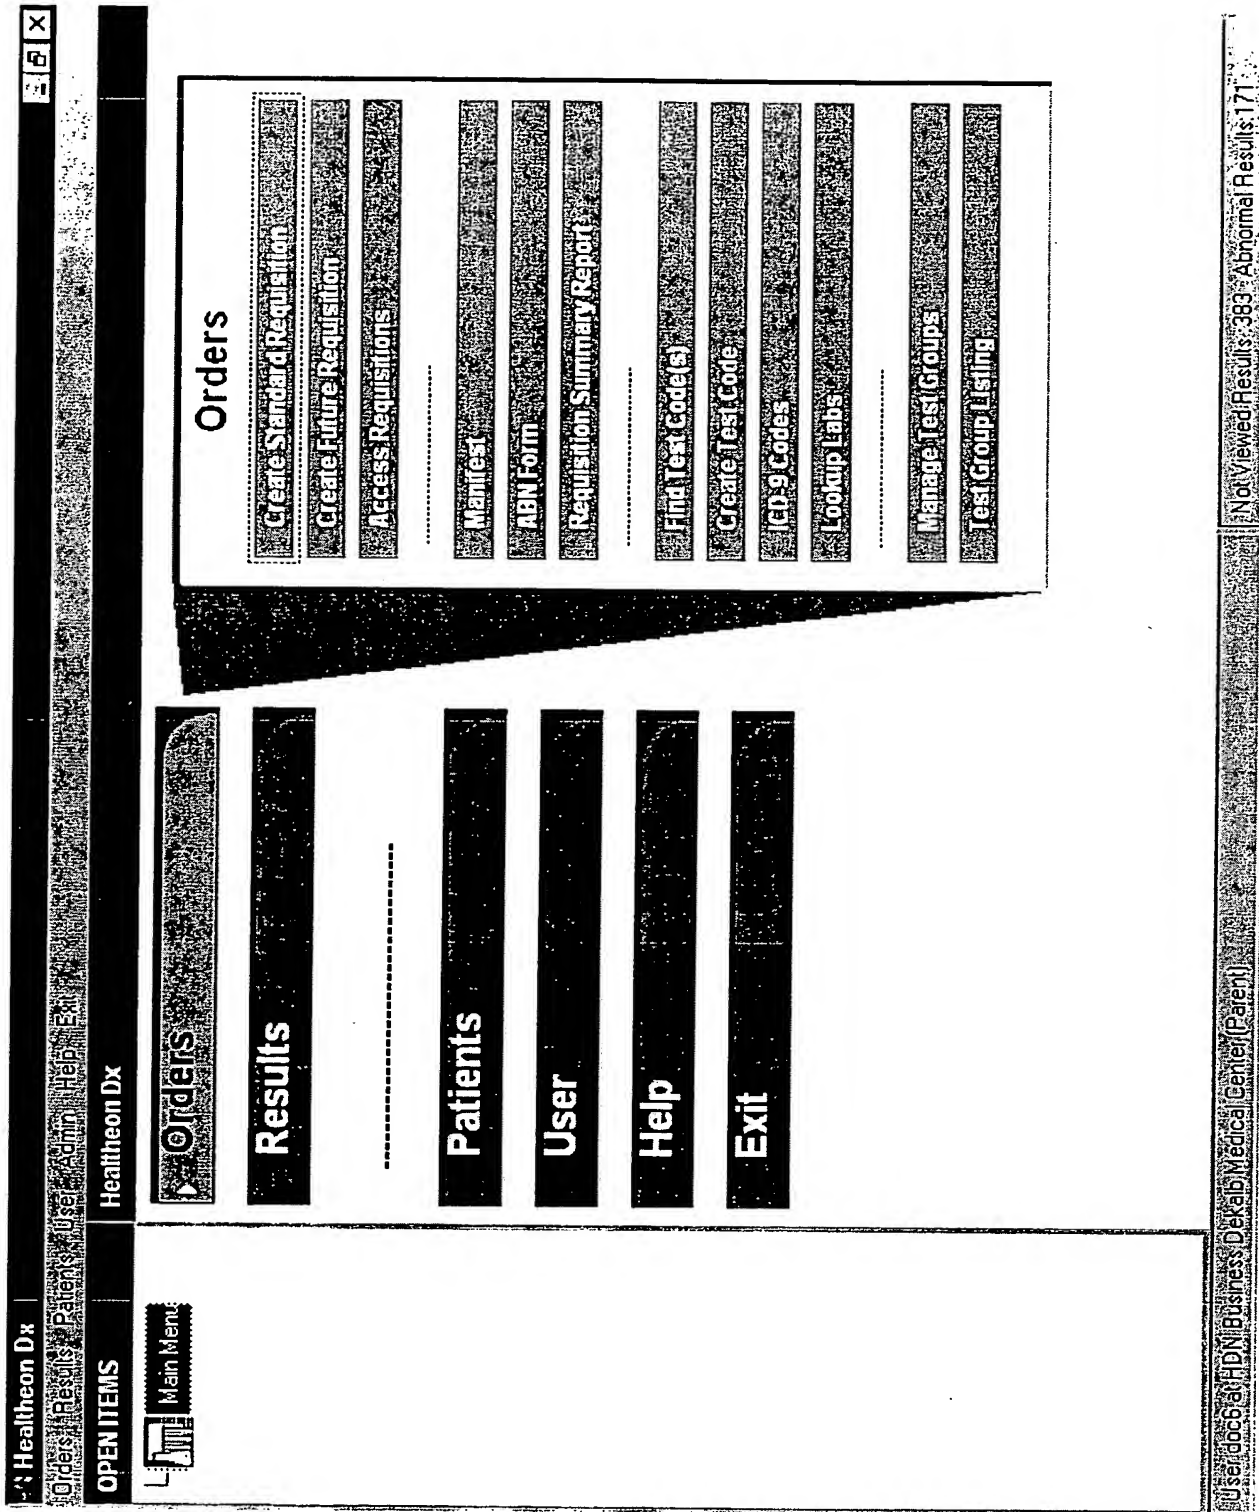 Healtheon Dx
Orders Results Patients User Admin Help Exit
OPEN ITEMS
Healtheon Dx
Main Menu
Orders
Results
Patients
User
Help
Exit
Orders
Create Standard Requisition
Create Future Requisition
Access Requisitions
Manifest
ABN Form
Requisition Summary Report
Find Test Code(s)
Create Test Code
ICD-9 Codes
Lookup Labs
Manage Test Groups
Test Group Listing
User doc6 at HDN Business Dekalb Medical Center (Parent)
Not Viewed Results: 383 Abnormal Results: 171